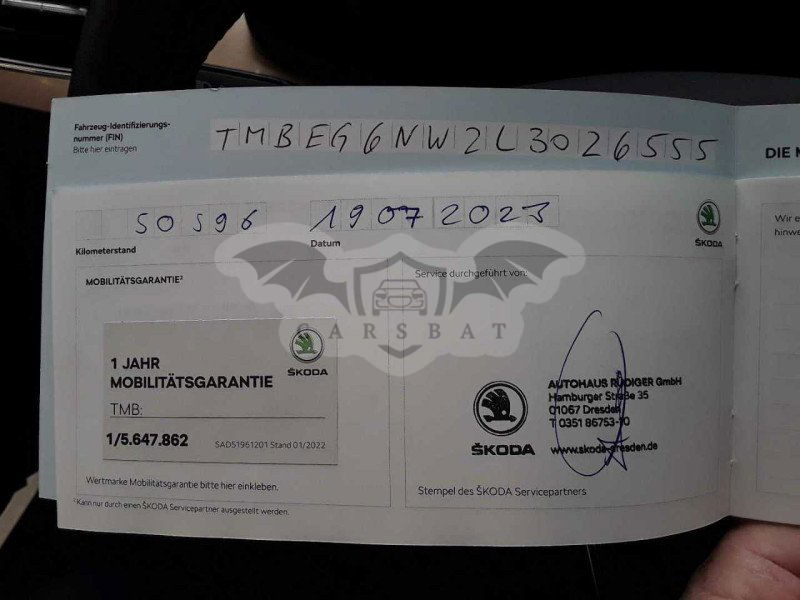 Fahrzeug-Identifizierungs-
nummer (FIN)
Bitte hier eintragen
TMBEG6NW2L3026555
DIE M
50596 19 07 2023
Kilometerstand Datum
ŠKODA
Wir e
hinwe
MOBILITÄTSGARANTIE²
Service durchgeführt von:
CARSBAT
1 JAHR
MOBILITÄTSGARANTIE
TMB:
1/5.647.862
SAD51961201 Stand 01/2022
ŠKODA
Wertmarke Mobilitätsgarantie bitte hier einkleben.
AUTOHAUS RÜDIGER GmbH
Hamburger Straße 35
01067 Dresden
T 0351 86753-10
www.skoda-dresden.de
ŠKODA
Stempel des ŠKODA Servicepartners
²Kann nur durch einen ŠKODA Servicepartner ausgestellt werden.